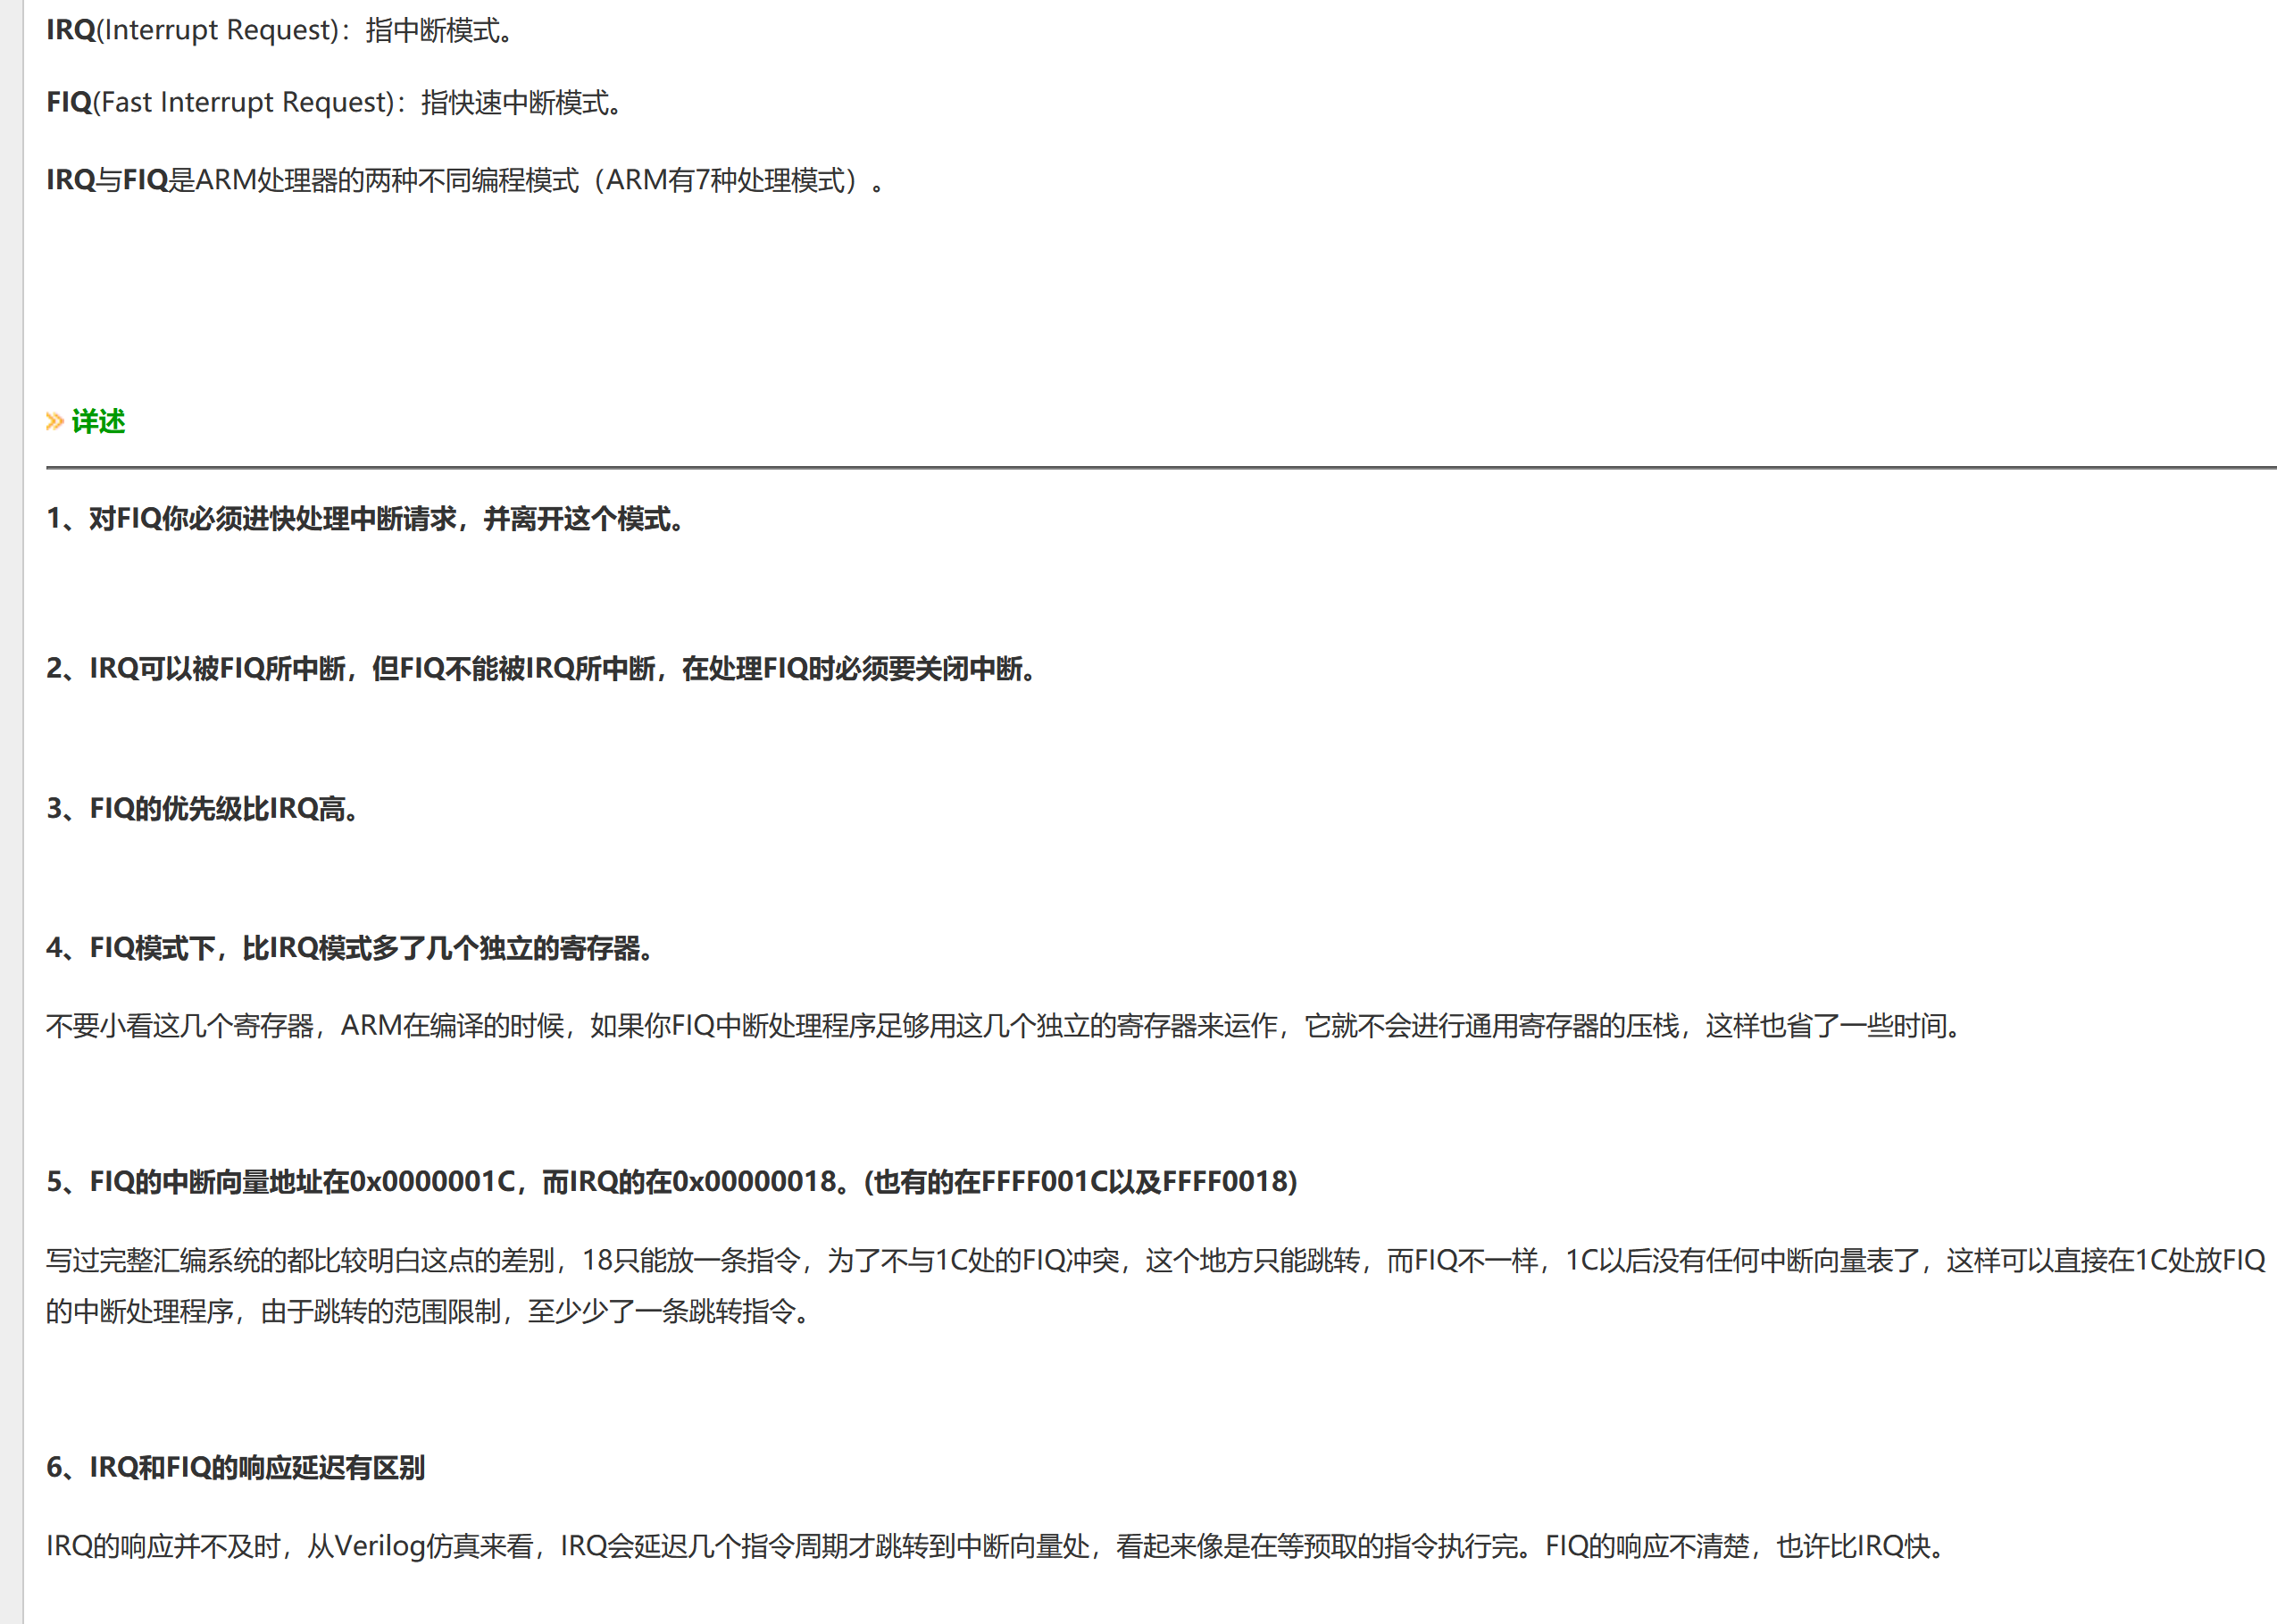 IRQ(Interrupt Request)：指中断模式。
FIQ(Fast Interrupt Request)：指快速中断模式。
IRQ与FIQ是ARM处理器的两种不同编程模式（ARM有7种处理模式）。
» 详述
1、对FIQ你必须进快处理中断请求，并离开这个模式。
2、IRQ可以被FIQ所中断，但FIQ不能被IRQ所中断，在处理FIQ时必须要关闭中断。
3、FIQ的优先级比IRQ高。
4、FIQ模式下，比IRQ模式多了几个独立的寄存器。
不要小看这几个寄存器，ARM在编译的时候，如果你FIQ中断处理程序足够用这几个独立的寄存器来运作，它就不会进行通用寄存器的压栈，这样也省了一些时间。
5、FIQ的中断向量地址在0x0000001C，而IRQ的在0x00000018。(也有的在FFFF001C以及FFFF0018)
写过完整汇编系统的都比较明白这点的差别，18只能放一条指令，为了不与1C处的FIQ冲突，这个地方只能跳转，而FIQ不一样，1C以后没有任何中断向量表了，这样可以直接在1C处放FIQ
的中断处理程序，由于跳转的范围限制，至少少了一条跳转指令。
6、IRQ和FIQ的响应延迟有区别
IRQ的响应并不及时，从Verilog仿真来看，IRQ会延迟几个指令周期才跳转到中断向量处，看起来像是在等预取的指令执行完。FIQ的响应不清楚，也许比IRQ快。